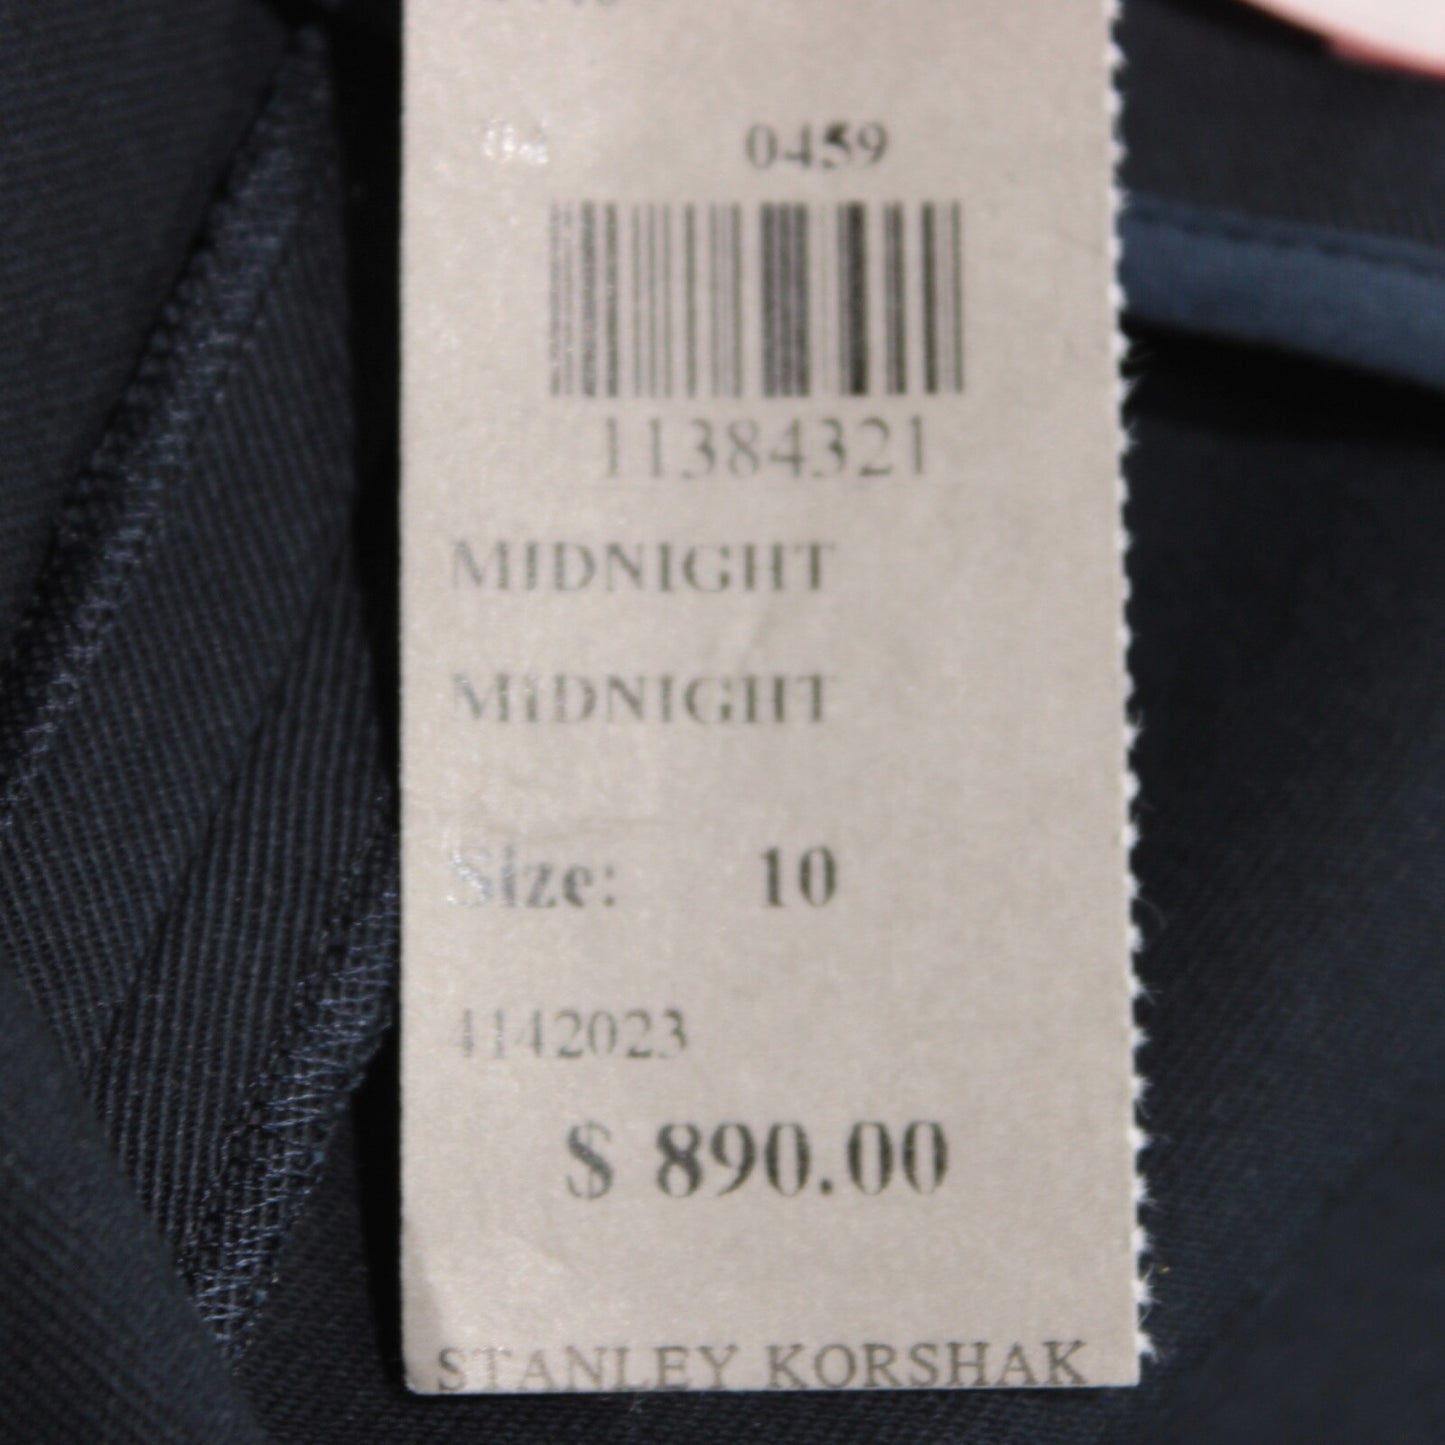 0459
11384321
MIDNIGHT
MIDNIGHT
Size: 10
4142023
$ 890.00
STANLEY KORSHAK